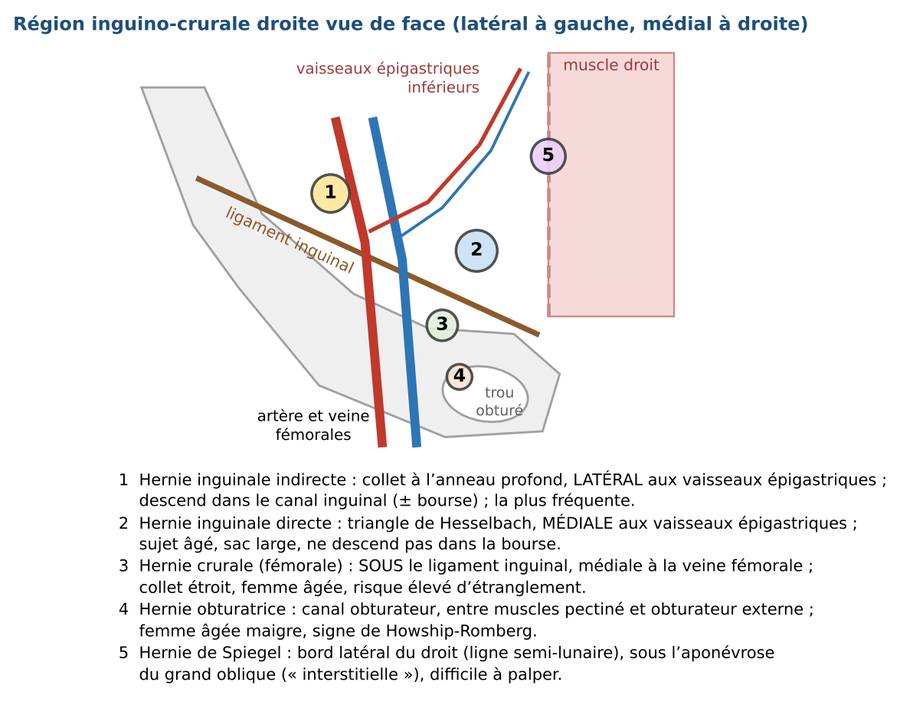 Région inguino-crurale droite vue de face (latéral à gauche, médial à droite)
vaisseaux épigastriques
inférieurs
muscle droit
5
1
ligament inguinal
2
3
4
trou
obturé
artère et veine
fémorales
1 Hernie inguinale indirecte : collet à l’anneau profond, LATÉRAL aux vaisseaux épigastriques ;
descend dans le canal inguinal (± bourse) ; la plus fréquente.
2 Hernie inguinale directe : triangle de Hesselbach, MÉDIALE aux vaisseaux épigastriques ;
sujet âgé, sac large, ne descend pas dans la bourse.
3 Hernie crurale (fémorale) : SOUS le ligament inguinal, médiale à la veine fémorale ;
collet étroit, femme âgée, risque élevé d’étranglement.
4 Hernie obturatrice : canal obturateur, entre muscles pectiné et obturateur externe ;
femme âgée maigre, signe de Howship-Romberg.
5 Hernie de Spiegel : bord latéral du droit (ligne semi-lunaire), sous l’aponévrose
du grand oblique (« interstitielle »), difficile à palper.